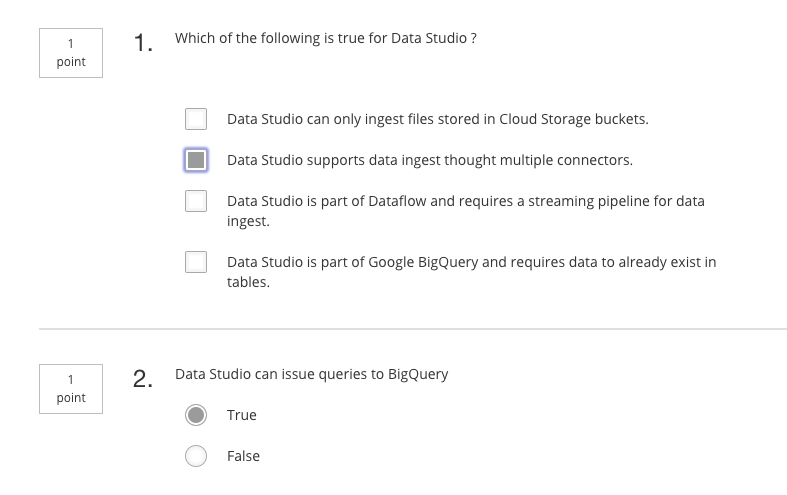 1
point
1.
Which of the following is true for Data Studio ?
Data Studio can only ingest files stored in Cloud Storage buckets.
Data Studio supports data ingest thought multiple connectors.
Data Studio is part of Dataflow and requires a streaming pipeline for data
ingest.
Data Studio is part of Google BigQuery and requires data to already exist in
tables.
1
point
2.
Data Studio can issue queries to BigQuery
True
False